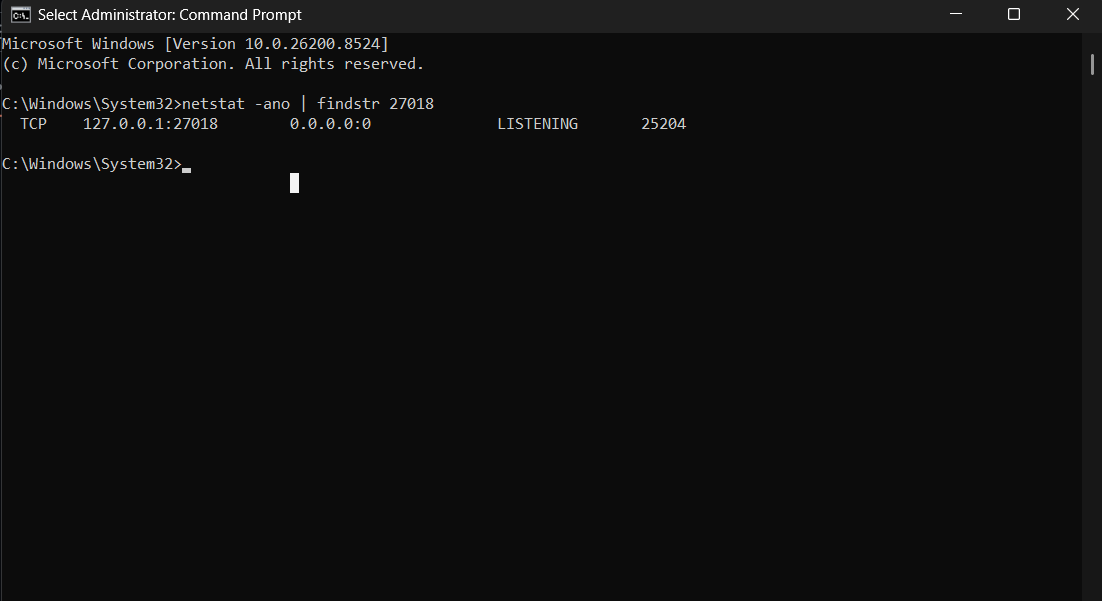 Select Administrator: Command Prompt
Microsoft Windows [Version 10.0.26200.8524]
(c) Microsoft Corporation. All rights reserved.
C:\Windows\System32>netstat -ano | findstr 27018
TCP    127.0.0.1:27018        0.0.0.0:0              LISTENING       25204
C:\Windows\System32>